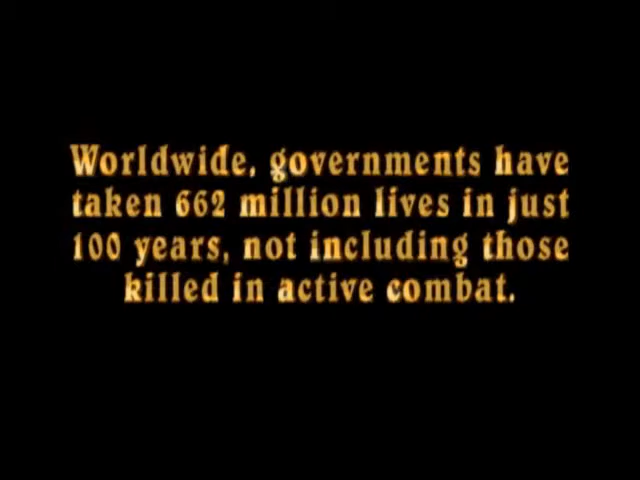 Worldwide, governments have
taken 662 million lives in just
100 years, not including those
killed in active combat.